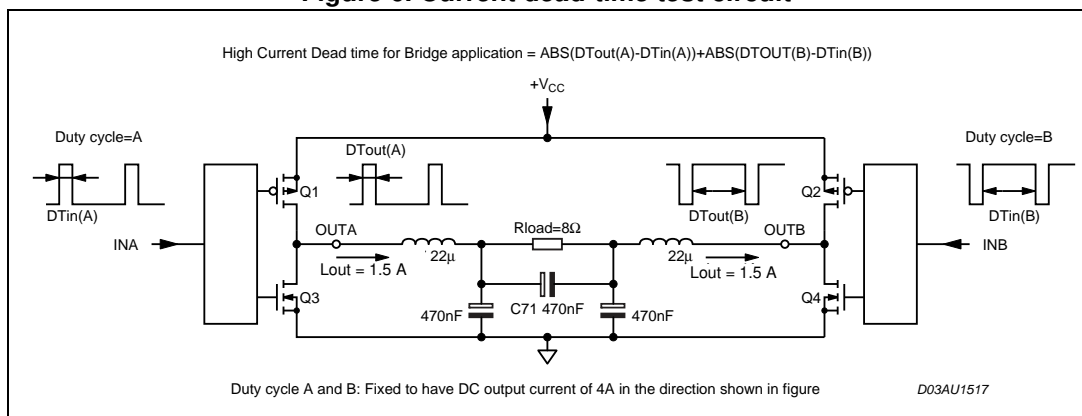 Figure 6. Current dead-time test circuit
High Current Dead time for Bridge application = ABS(DTout(A)-DTin(A))+ABS(DTOUT(B)-DTin(B))
+VCC
Duty cycle=A
Duty cycle=B
DTout(A)
Q1
Q2
DTin(A)
DTout(B)
DTin(B)
OUTA
Rload=8Ω
OUTB
INA
INB
22μ
22μ
Lout = 1.5 A
Lout = 1.5 A
Q3
Q4
470nF
C71 470nF
470nF
Duty cycle A and B: Fixed to have DC output current of 4A in the direction shown in figure
D03AU1517